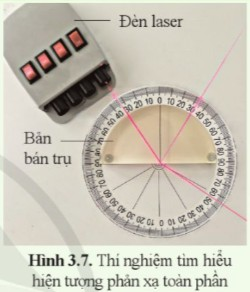 Đèn laser
Bản
bán trụ
Hình 3.7. Thí nghiệm tìm hiểu
hiện tượng phản xạ toàn phần